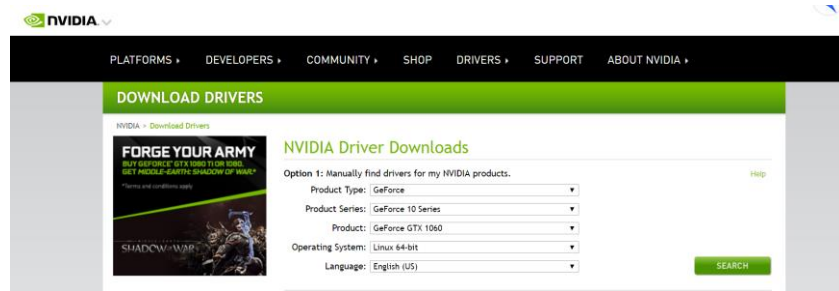 NVIDIA.
PLATFORMS DEVELOPERS COMMUNITY SHOP DRIVERS SUPPORT ABOUT NVIDIA
DOWNLOAD DRIVERS
NVIDIA > Download Drivers
FORGE YOUR ARMY
BUY GEFORCE® GTX 1080 TI OR 1080.
GET MIDDLE-EARTH: SHADOW OF WAR.*
*Terms and conditions apply
SHADOW OF WAR
NVIDIA Driver Downloads
Option 1: Manually find drivers for my NVIDIA products. Help
Product Type: GeForce
Product Series: GeForce 10 Series
Product: GeForce GTX 1060
Operating System: Linux 64-bit
Language: English (US)
SEARCH